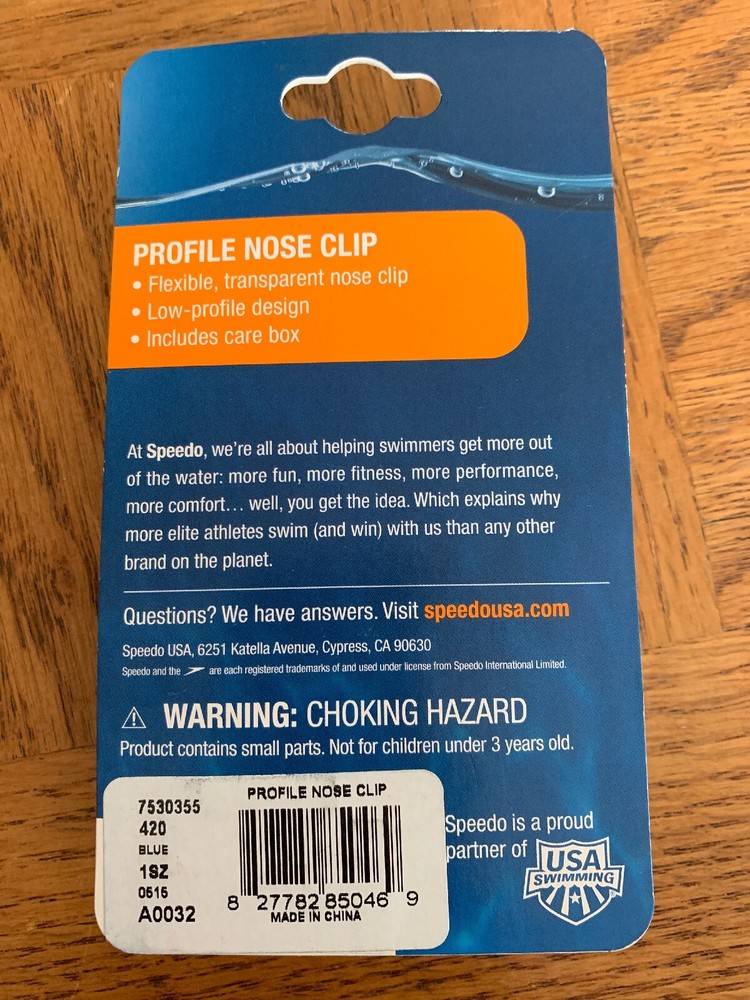 PROFILE NOSE CLIP
• Flexible, transparent nose clip
• Low-profile design
• Includes care box
At Speedo, we're all about helping swimmers get more out
of the water: more fun, more fitness, more performance,
more comfort... well, you get the idea. Which explains why
more elite athletes swim (and win) with us than any other
brand on the planet.
Questions? We have answers. Visit speedousa.com
Speedo USA, 6251 Katella Avenue, Cypress, CA 90630
Speedo and the are each registered trademarks of and used under license from Speedo International Limited.
WARNING: CHOKING HAZARD
Product contains small parts. Not for children under 3 years old.
PROFILE NOSE CLIP
7530355
420
BLUE
1SZ
0515
A0032
8 27782 85046 9
MADE IN CHINA
Speedo is a proud
partner of
USA
SWIMMING